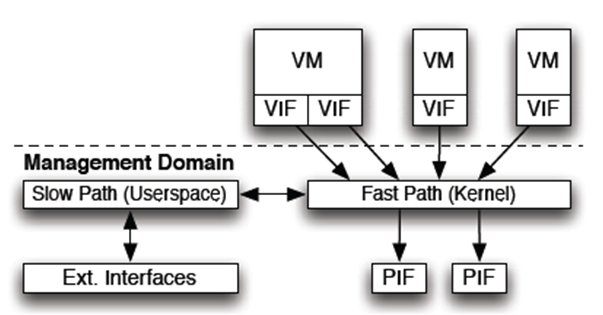 VM
VM
VM
VIF
VIF
VIF
VIF
Management Domain
Slow Path (Userspace)
Fast Path (Kernel)
Ext. Interfaces
PIF
PIF